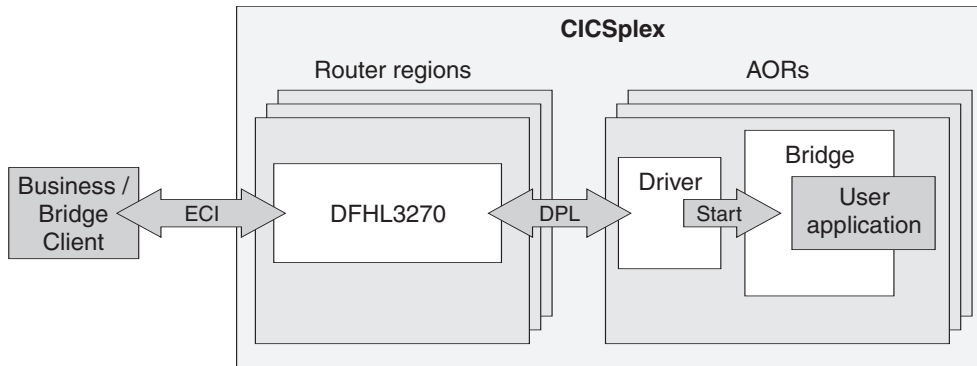 CICSplex
Router regions
AORs
Business /
Bridge
Client
ECI
DFHL3270
DPL
Driver
Start
Bridge
User
application